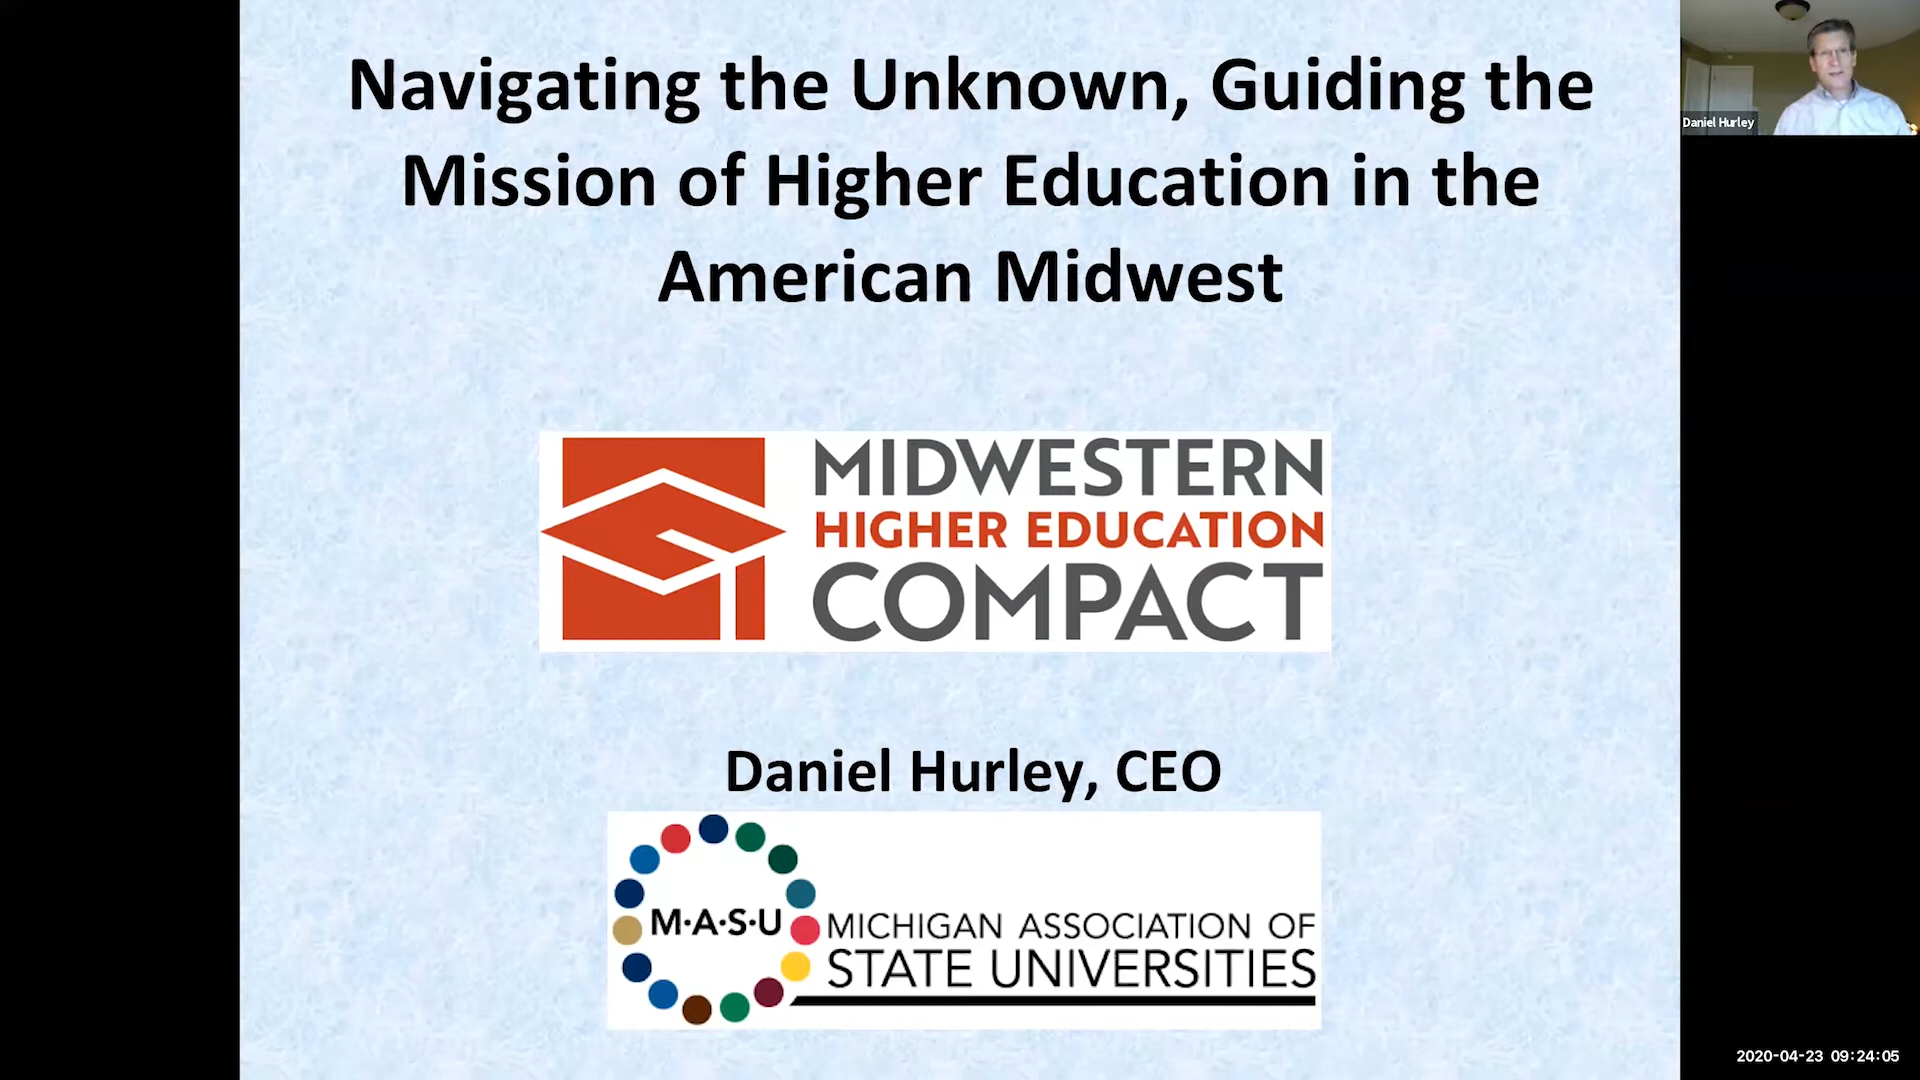 Navigating the Unknown, Guiding the
Mission of Higher Education in the
American Midwest
Daniel Hurley
MIDWESTERN
HIGHER EDUCATION
COMPACT
Daniel Hurley, CEO
M·A·S·U
MICHIGAN ASSOCIATION OF
STATE UNIVERSITIES
2020-04-23 09:24:05